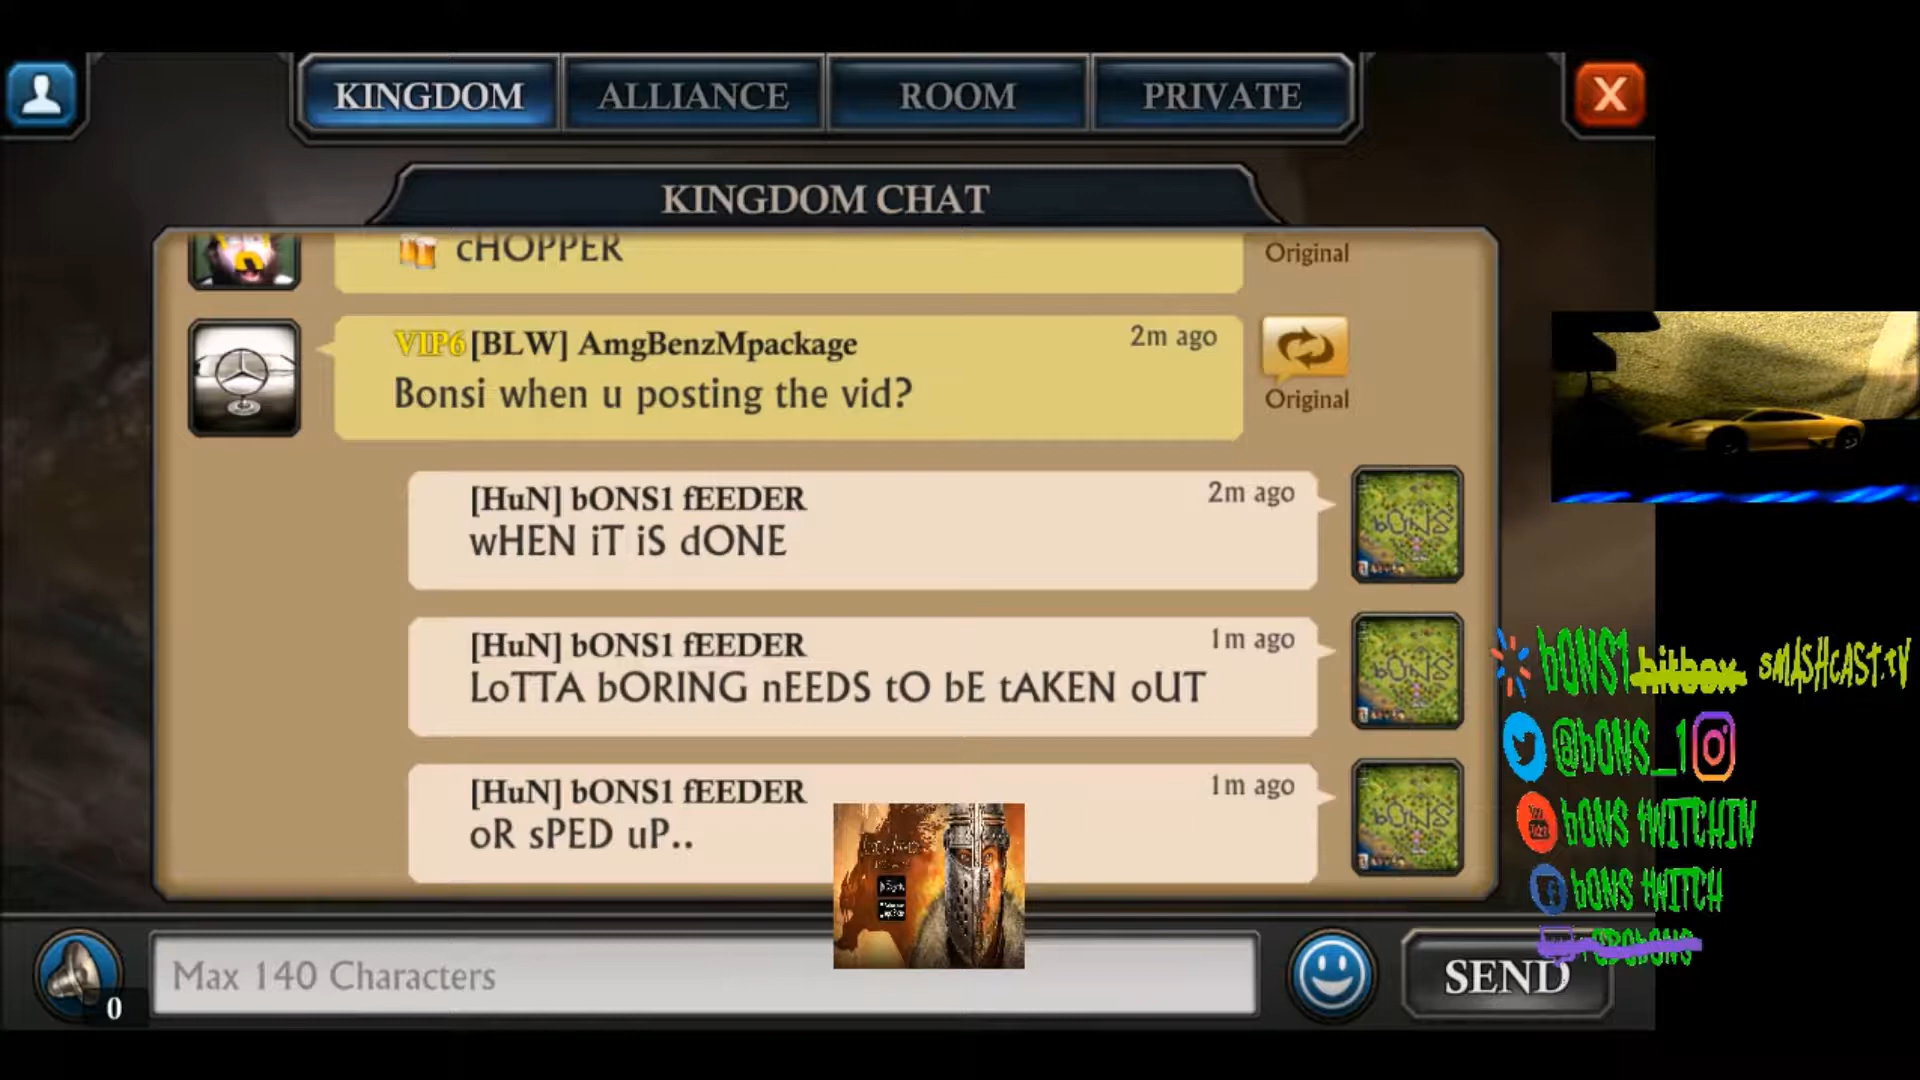 KINGDOM
ALLIANCE
ROOM
PRIVATE
X
KINGDOM CHAT
cHOPPER
Original
VIP6 [BLW] AmgBenzMpackage
2m ago
Bonsi when u posting the vid?
Original
[HuN] bONS1 fEEDER
2m ago
wHEN iT iS dONE
[HuN] bONS1 fEEDER
1m ago
LoTTA bORING nEEDS tO bE tAKEN oUT
[HuN] bONS1 fEEDER
1m ago
oR sPED uP..
bONS1 hitbox sMASHcAST.tV
@bONS_1
bONS tWITCHIN
bONS tWITCH
Max 140 Characters
0
SEND